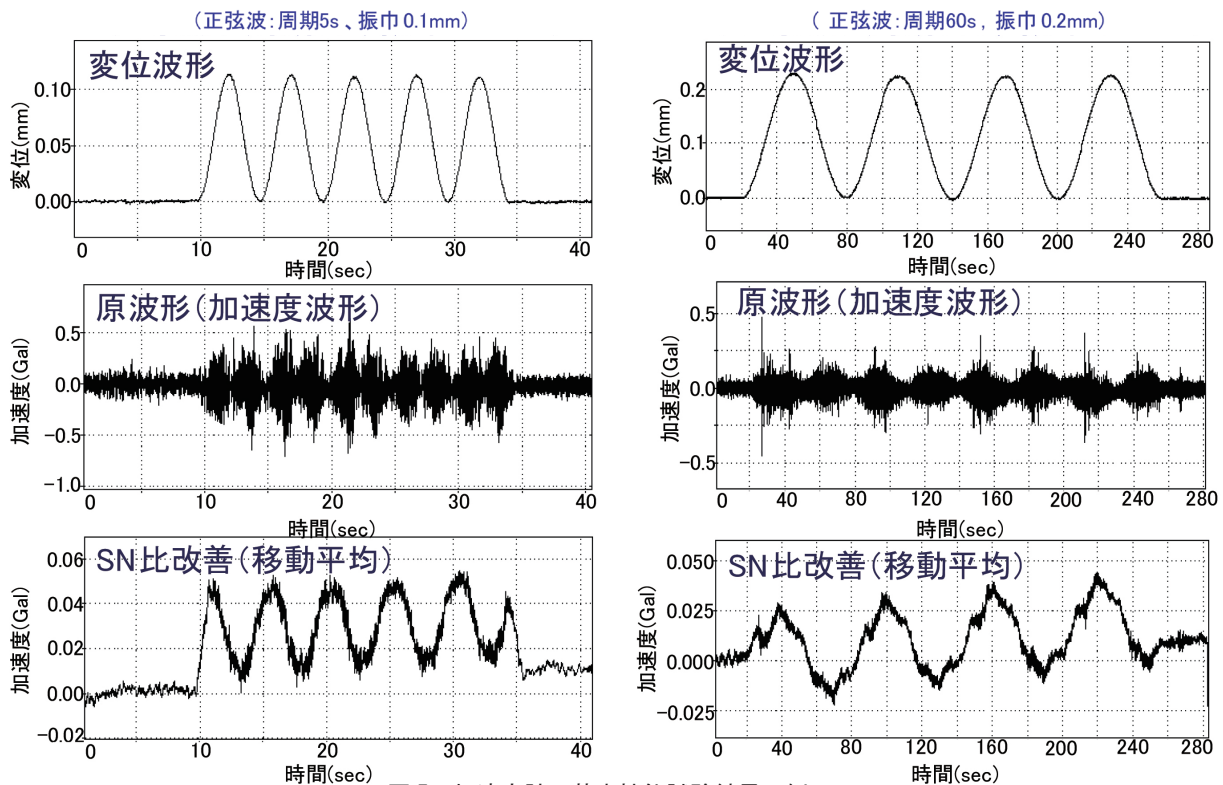 (正弦波:周期5s、振巾0.1mm)
変位波形
0.10
0.05
0.00
変位(mm)
0 10 20 30 40
時間(sec)
原波形(加速度波形)
0.5
0.0
-0.5
-1.0
加速度(Gal)
0 10 20 30 40
時間(sec)
SN比改善(移動平均)
0.06
0.04
0.02
0.00
-0.02
加速度(Gal)
0 10 20 30 40
時間(sec)
(正弦波:周期60s, 振巾0.2mm)
変位波形
0.2
0.1
0.0
変位(mm)
0 40 80 120 160 200 240 280
時間(sec)
原波形(加速度波形)
0.5
0.0
-0.5
加速度(Gal)
0 40 80 120 160 200 240 280
時間(sec)
SN比改善(移動平均)
0.050
0.025
0.000
-0.025
加速度(Gal)
0 40 80 120 160 200 240 280
時間(sec)